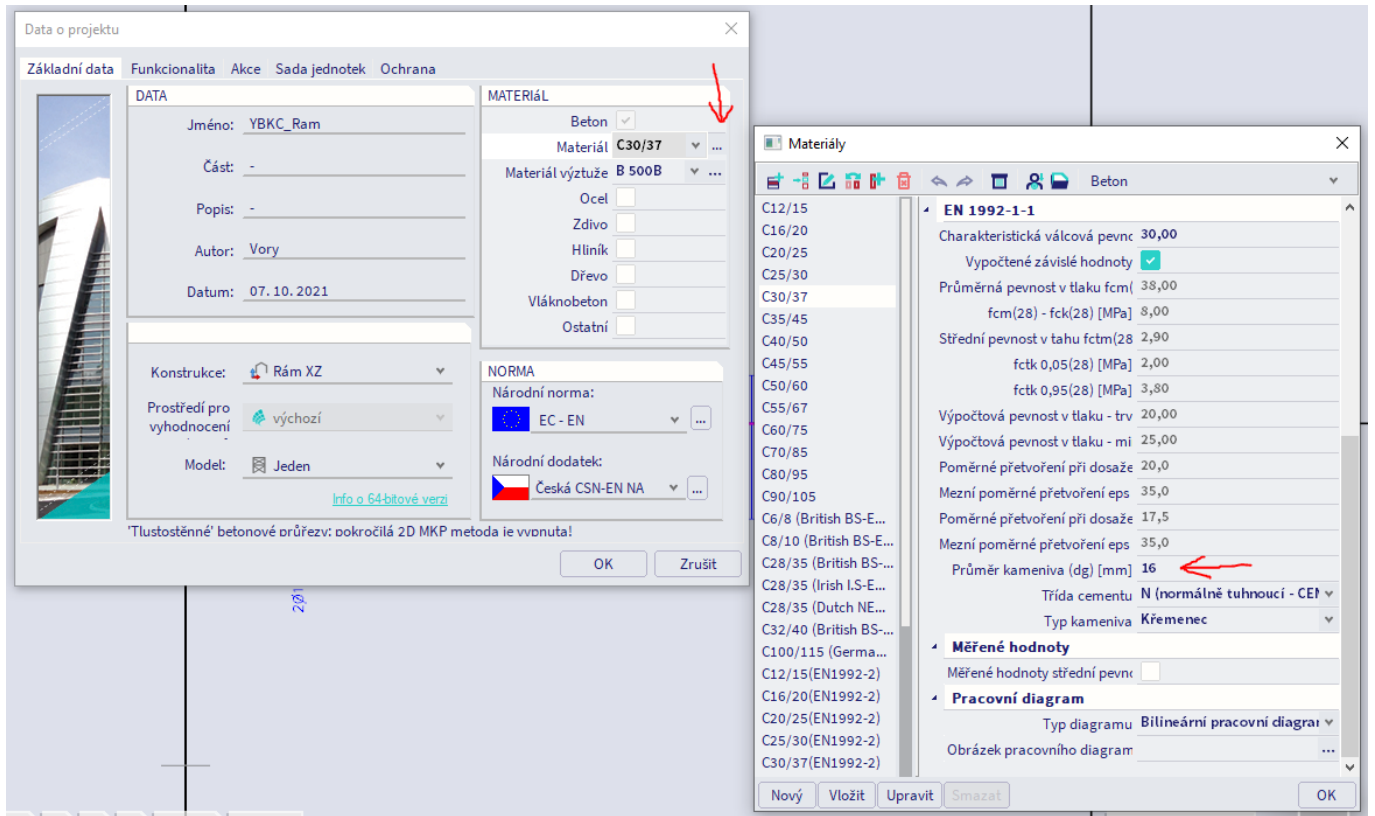 Data o projektu
Základní data Funkcionalita Akce Sada jednotek Ochrana
DATA
Jméno: YBKC_Ram
Část: -
Popis: -
Autor: Vory
Datum: 07. 10. 2021
Konstrukce: Rám XZ
Prostředí pro
vyhodnocení
výchozí
Model: Jeden
Info o 64-bitové verzi
MATERIáL
Beton
Materiál C30/37 ...
Materiál výztuže B 500B ...
Ocel
Zdivo
Hliník
Dřevo
Vláknobeton
Ostatní
NORMA
Národní norma:
EC - EN ...
Národní dodatek:
Česká CSN-EN NA ...
'Tlustostěnné' betonové průřezy: pokročilá 2D MKP metoda je vypnuta!
OK Zrušit
2Ø1
Materiály
Beton
C12/15
C16/20
C20/25
C25/30
C30/37
C35/45
C40/50
C45/55
C50/60
C55/67
C60/75
C70/85
C80/95
C90/105
C6/8 (British BS-E...
C8/10 (British BS-E...
C28/35 (British BS-...
C28/35 (Irish I.S-E...
C28/35 (Dutch NE...
C32/40 (British BS-...
C100/115 (Germa...
C12/15(EN1992-2)
C16/20(EN1992-2)
C20/25(EN1992-2)
C25/30(EN1992-2)
C30/37(EN1992-2)
EN 1992-1-1
Charakteristická válcová pevnc 30,00
Vypočtené závislé hodnoty
Průměrná pevnost v tlaku fcm( 38,00
fcm(28) - fck(28) [MPa] 8,00
Střední pevnost v tahu fctm(28 2,90
fctk 0,05(28) [MPa] 2,00
fctk 0,95(28) [MPa] 3,80
Výpočtová pevnost v tlaku - trv 20,00
Výpočtová pevnost v tlaku - mi 25,00
Poměrné přetvoření při dosaže 20,0
Mezní poměrné přetvoření eps 35,0
Poměrné přetvoření při dosaže 17,5
Mezní poměrné přetvoření eps 35,0
Průměr kameniva (dg) [mm] 16
Třída cementu N (normálně tuhnoucí - CEM
Typ kameniva Křemenec
Měřené hodnoty
Měřené hodnoty střední pevno
Pracovní diagram
Typ diagramu Bilineární pracovní diagrar
Obrázek pracovního diagram ...
Nový Vložit Upravit Smazat OK